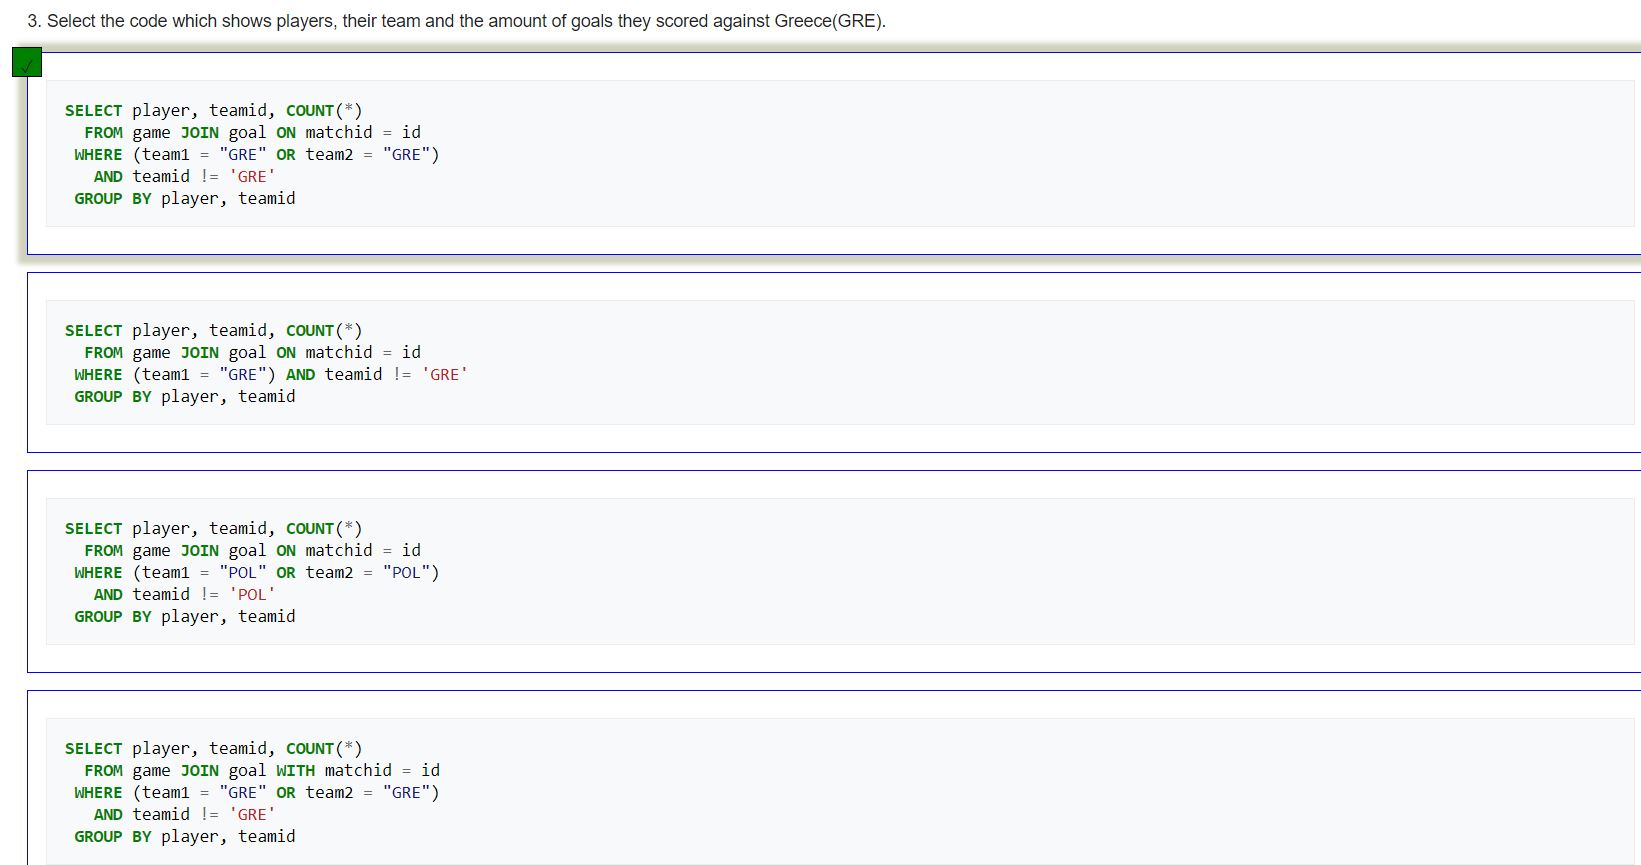 3. Select the code which shows players, their team and the amount of goals they scored against Greece(GRE).
✓
SELECT player, teamid, COUNT(*)
FROM game JOIN goal ON matchid = id
WHERE (team1 = "GRE" OR team2 = "GRE")
AND teamid != 'GRE'
GROUP BY player, teamid
SELECT player, teamid, COUNT(*)
FROM game JOIN goal ON matchid = id
WHERE (team1 = "GRE") AND teamid != 'GRE'
GROUP BY player, teamid
SELECT player, teamid, COUNT(*)
FROM game JOIN goal ON matchid = id
WHERE (team1 = "POL" OR team2 = "POL")
AND teamid != 'POL'
GROUP BY player, teamid
SELECT player, teamid, COUNT(*)
FROM game JOIN goal WITH matchid = id
WHERE (team1 = "GRE" OR team2 = "GRE")
AND teamid != 'GRE'
GROUP BY player, teamid